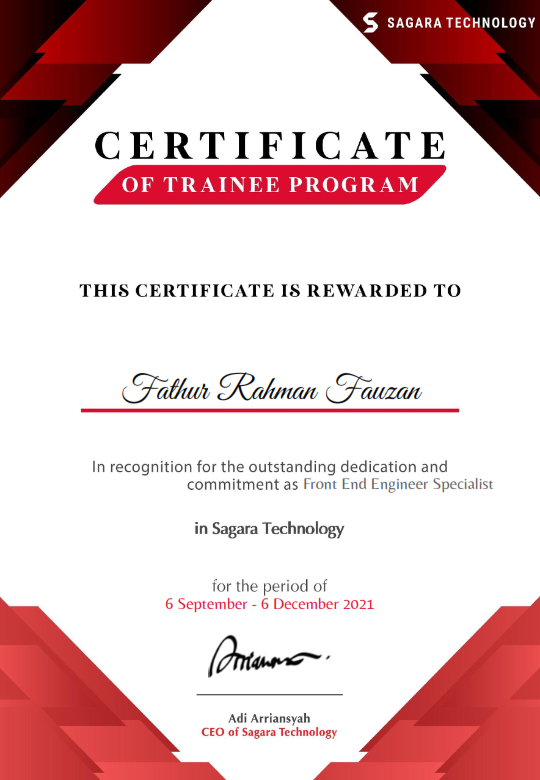 SAGARA TECHNOLOGY
CERTIFICATE
OF TRAINEE PROGRAM
THIS CERTIFICATE IS REWARDED TO
Fathur Rahman Fauzan
In recognition for the outstanding dedication and
commitment as Front End Engineer Specialist
in Sagara Technology
for the period of
6 September - 6 December 2021
Adi Arriansyah
CEO of Sagara Technology